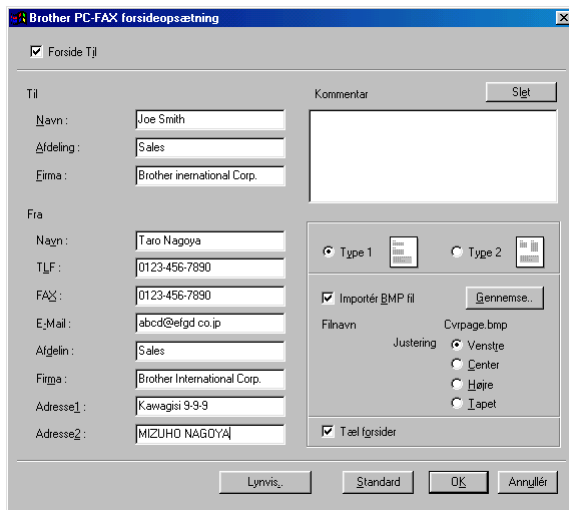 Brother PC-FAX forsideopsætning
Forside Til
Til
Navn :
Joe Smith
Afdeling :
Sales
Firma :
Brother inernational Corp.
Kommentar
Slet
Fra
Navn :
Taro Nagoya
TLF :
0123-456-7890
FAX :
0123-456-7890
E-Mail :
abcd@efgd co.jp
Afdelin :
Sales
Firma :
Brother International Corp.
Adresse1 :
Kawagisi 9-9-9
Adresse2 :
MIZUHO NAGOYA
Type 1
Type 2
Importér BMP fil
Gennemse..
Filnavn
Cvrpage.bmp
Justering
Venstre
Center
Højre
Tapet
Tæl forsider
Lynvis..
Standard
OK
Annullér